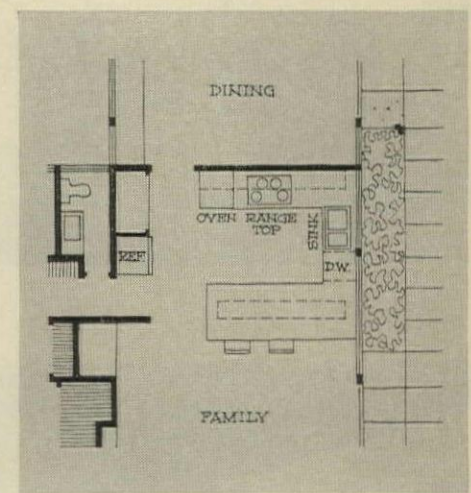 DINING
OVEN RANGE TOP
SINK
REF.
D.W.
FAMILY